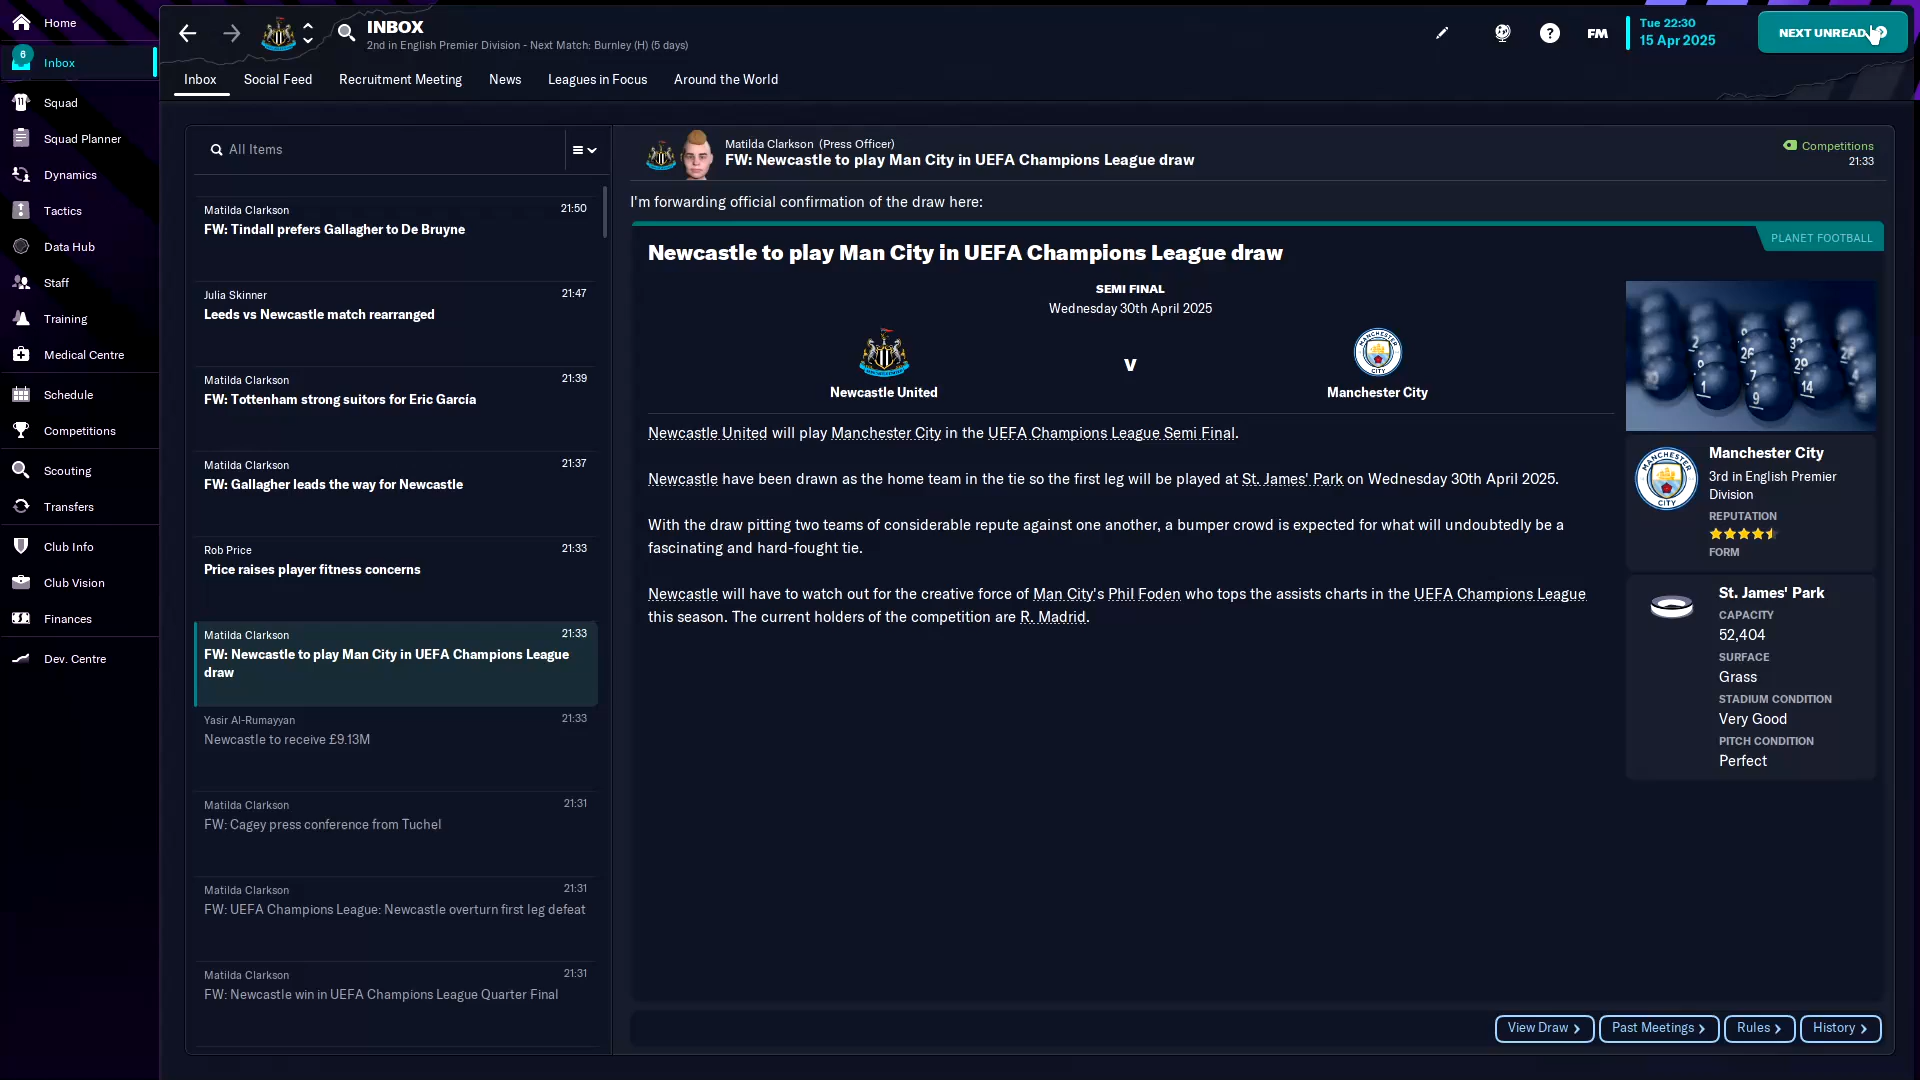 Home
6
Inbox
Squad
Squad Planner
Dynamics
Tactics
Data Hub
Staff
Training
Medical Centre
Schedule
Competitions
Scouting
Transfers
Club Info
Club Vision
Finances
Dev. Centre
INBOX
2nd in English Premier Division - Next Match: Burnley (H) (5 days)
FM
Tue 22:30
15 Apr 2025
NEXT UNREAD
Inbox
Social Feed
Recruitment Meeting
News
Leagues in Focus
Around the World
All Items
Matilda Clarkson 21:50
FW: Tindall prefers Gallagher to De Bruyne
Julia Skinner 21:47
Leeds vs Newcastle match rearranged
Matilda Clarkson 21:39
FW: Tottenham strong suitors for Eric García
Matilda Clarkson 21:37
FW: Gallagher leads the way for Newcastle
Rob Price 21:33
Price raises player fitness concerns
Matilda Clarkson 21:33
FW: Newcastle to play Man City in UEFA Champions League
draw
Yasir Al-Rumayyan 21:33
Newcastle to receive £9.13M
Matilda Clarkson 21:31
FW: Cagey press conference from Tuchel
Matilda Clarkson 21:31
FW: UEFA Champions League: Newcastle overturn first leg defeat
Matilda Clarkson 21:31
FW: Newcastle win in UEFA Champions League Quarter Final
Matilda Clarkson (Press Officer)
FW: Newcastle to play Man City in UEFA Champions League draw
Competitions
21:33
I'm forwarding official confirmation of the draw here:
PLANET FOOTBALL
Newcastle to play Man City in UEFA Champions League draw
SEMI FINAL
Wednesday 30th April 2025
v
Newcastle United
Manchester City
Newcastle United will play Manchester City in the UEFA Champions League Semi Final.
Newcastle have been drawn as the home team in the tie so the first leg will be played at St. James' Park on Wednesday 30th April 2025.
With the draw pitting two teams of considerable repute against one another, a bumper crowd is expected for what will undoubtedly be a
fascinating and hard-fought tie.
Newcastle will have to watch out for the creative force of Man City's Phil Foden who tops the assists charts in the UEFA Champions League
this season. The current holders of the competition are R. Madrid.
Manchester City
3rd in English Premier
Division
REPUTATION
FORM
St. James' Park
CAPACITY
52,404
SURFACE
Grass
STADIUM CONDITION
Very Good
PITCH CONDITION
Perfect
View Draw
Past Meetings
Rules
History